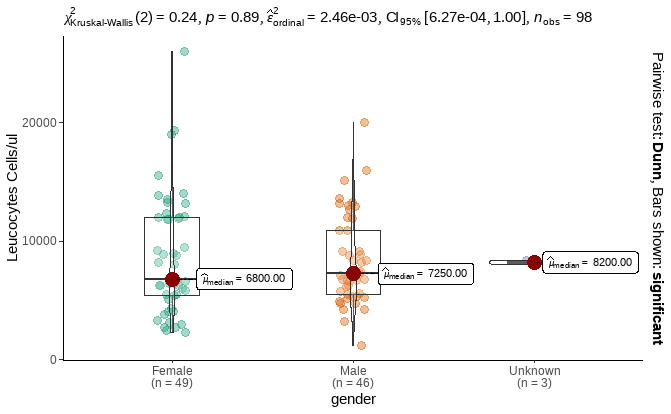 χ²Kruskal-Wallis (2) = 0.24, p = 0.89, ε̂²ordinal = 2.46e-03, CI95% [6.27e-04, 1.00], nobs = 98
Pairwise test: Dunn, Bars shown: significant
Leucocytes Cells/ul
20000
10000
0
μ̂median = 6800.00
μ̂median = 7250.00
μ̂median = 8200.00
Female
(n = 49)
Male
(n = 46)
Unknown
(n = 3)
gender